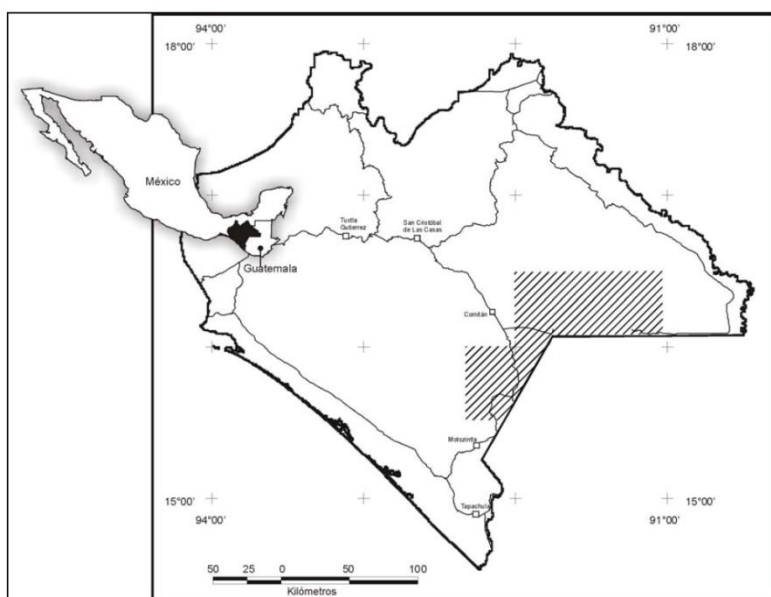 94°00'
91°00'
18°00'
18°00'
México
Tuxtla
Gutierrez
San Cristóbal
de Las Casas
Guatemala
Comitán
Motozintla
15°00'
Tapachula
15°00'
94°00'
91°00'
50 25 0 50 100
Kilómetros